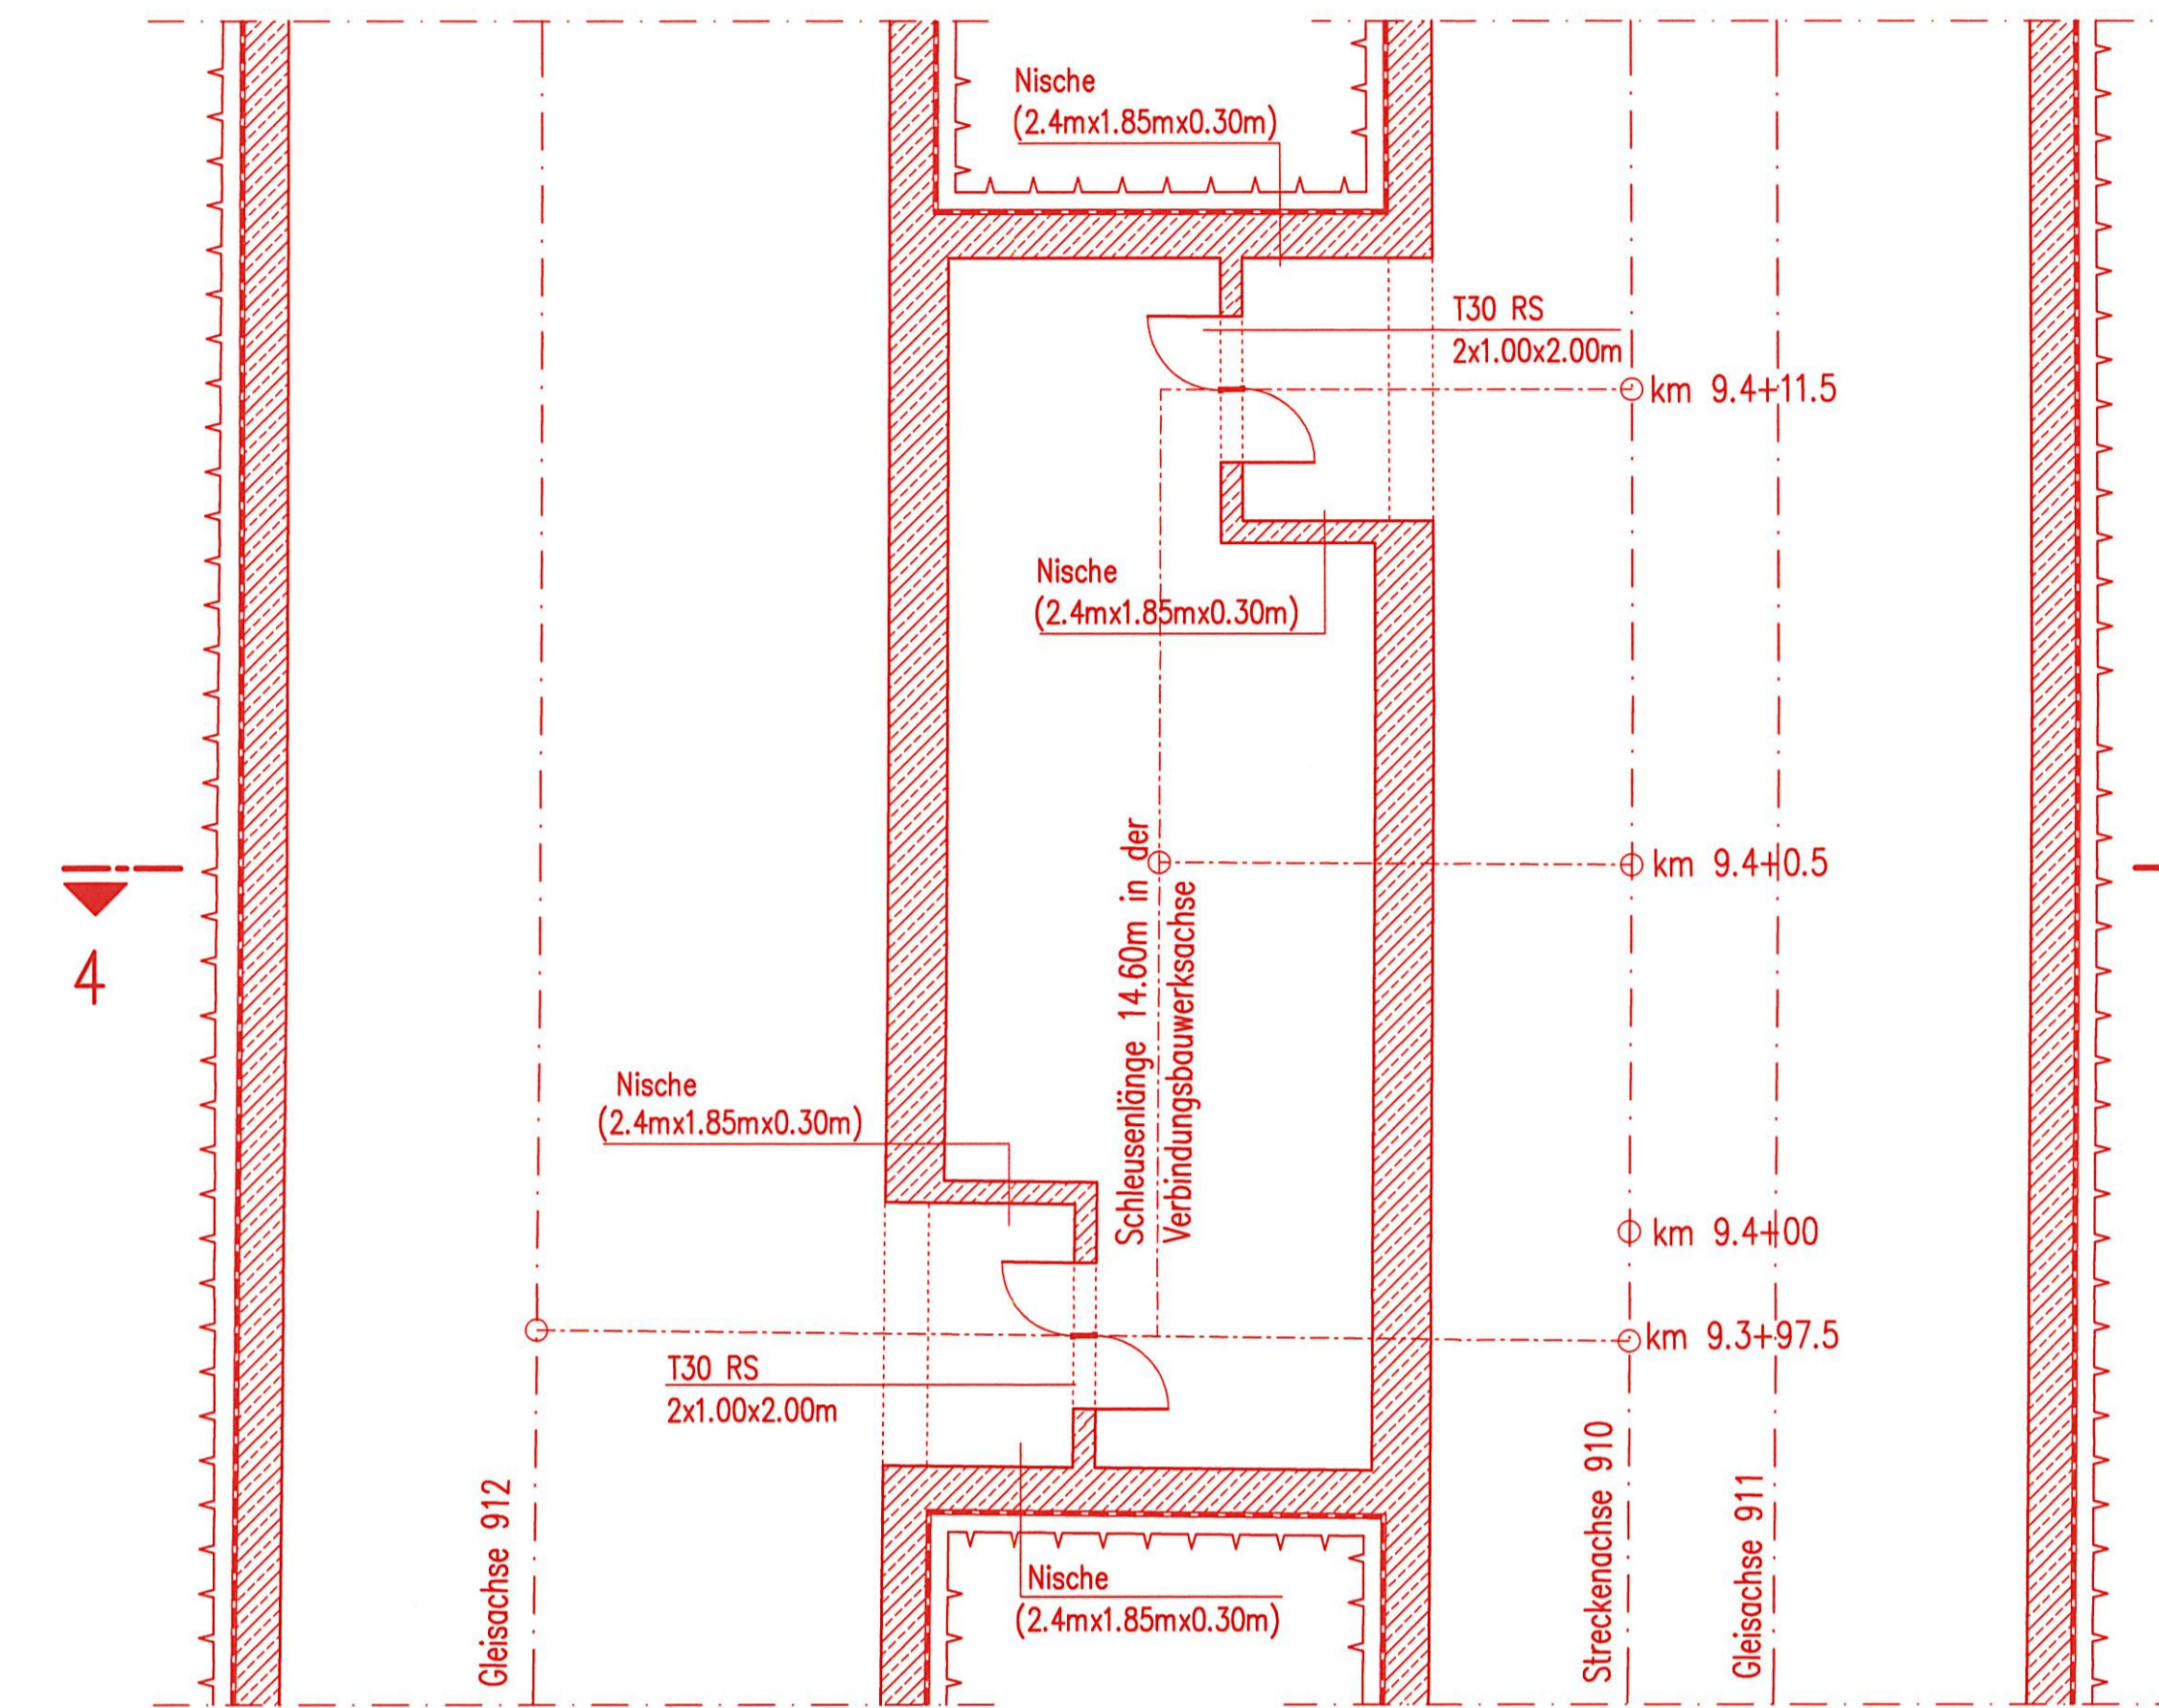 Nische
(2.4mx1.85mx0.30m)
T30 RS
2x1.00x2.00m
km 9.4+11.5
Nische
(2.4mx1.85mx0.30m)
km 9.4+0.5
4
Schleusenlänge 14.60m in der
Verbindungsbauwerksachse
Nische
(2.4mx1.85mx0.30m)
km 9.4+00
km 9.3+97.5
T30 RS
2x1.00x2.00m
Gleisachse 912
Streckenachse 910
Gleisachse 911
Nische
(2.4mx1.85mx0.30m)